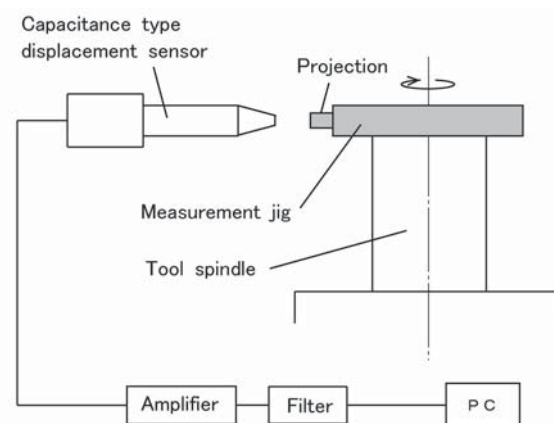 Capacitance type
displacement sensor
Projection
Measurement jig
Tool spindle
Amplifier
Filter
PC